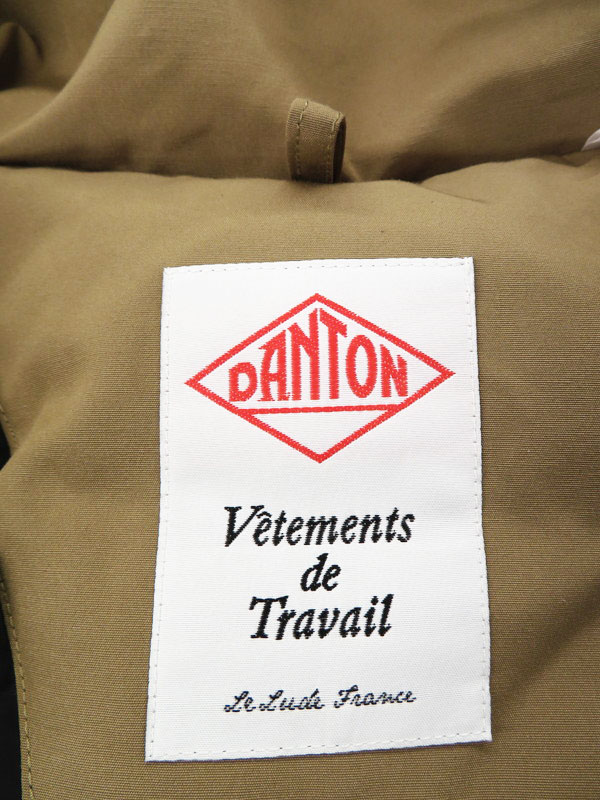 DANTON
Vêtements
de
Travail
Le Lude France